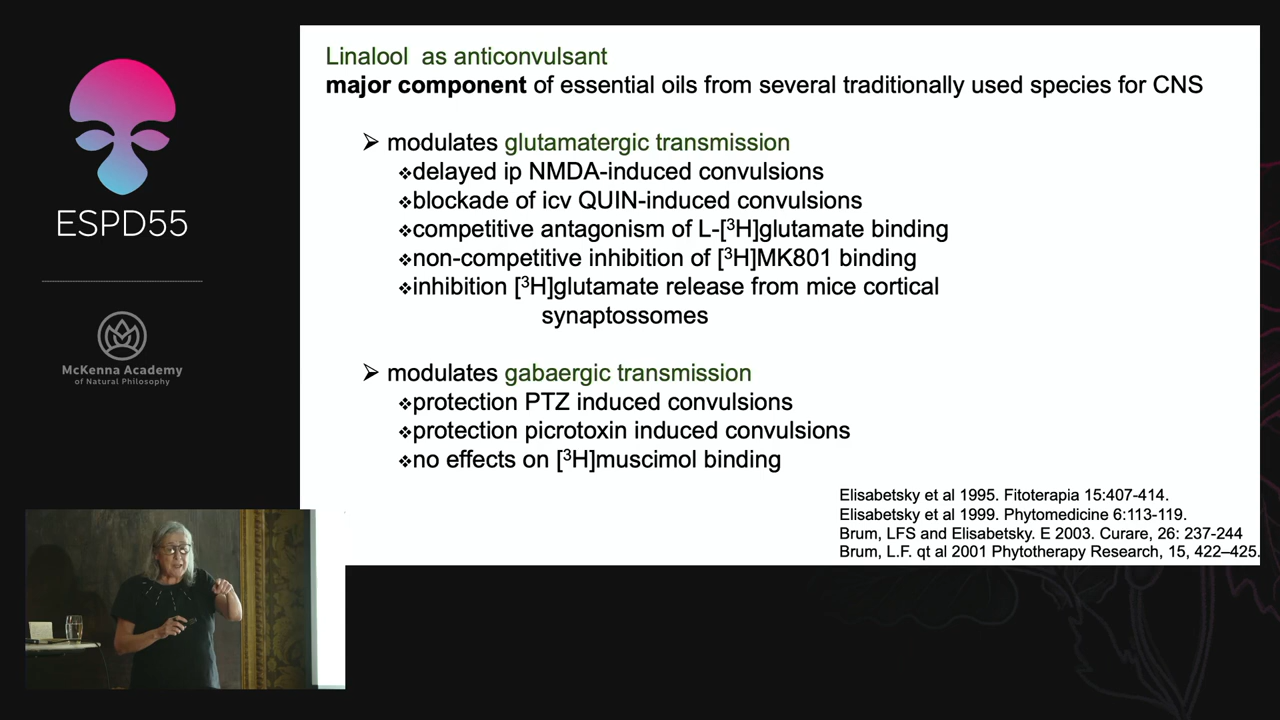 ESPD55
McKenna Academy
of Natural Philosophy
Linalool as anticonvulsant
major component of essential oils from several traditionally used species for CNS
➢ modulates glutamatergic transmission
❖delayed ip NMDA-induced convulsions
❖blockade of icv QUIN-induced convulsions
❖competitive antagonism of L-[³H]glutamate binding
❖non-competitive inhibition of [³H]MK801 binding
❖inhibition [³H]glutamate release from mice cortical
synaptossomes
➢ modulates gabaergic transmission
❖protection PTZ induced convulsions
❖protection picrotoxin induced convulsions
❖no effects on [³H]muscimol binding
Elisabetsky et al 1995. Fitoterapia 15:407-414.
Elisabetsky et al 1999. Phytomedicine 6:113-119.
Brum, LFS and Elisabetsky. E 2003. Curare, 26: 237-244
Brum, L.F. qt al 2001 Phytotherapy Research, 15, 422–425.